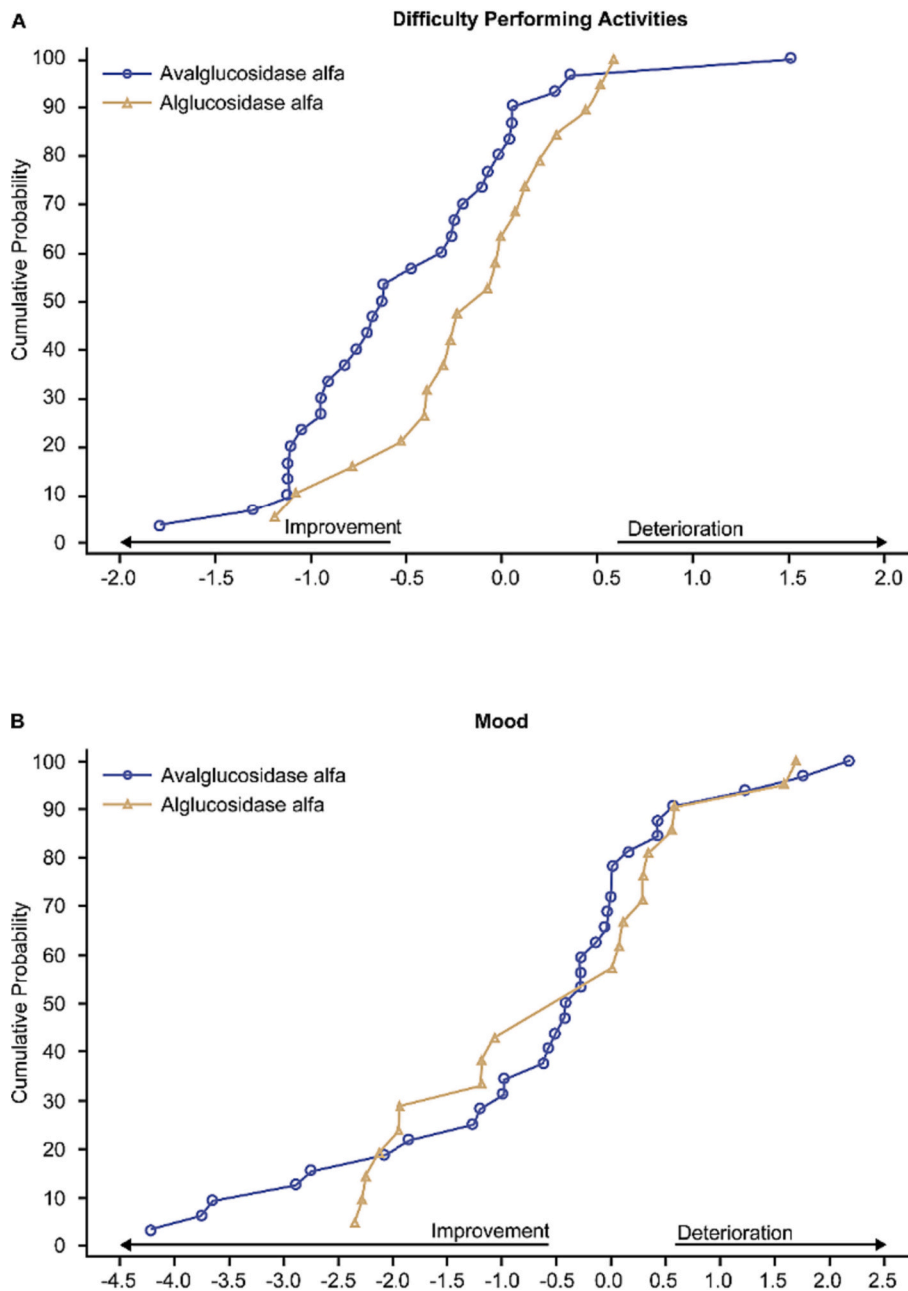 A
Difficulty Performing Activities
Avalglucosidase alfa
Alglucosidase alfa
Cumulative Probability
100
90
80
70
60
50
40
30
20
10
0
Improvement
Deterioration
-2.0 -1.5 -1.0 -0.5 0.0 0.5 1.0 1.5 2.0
B
Mood
Avalglucosidase alfa
Alglucosidase alfa
Cumulative Probability
100
90
80
70
60
50
40
30
20
10
0
Improvement
Deterioration
-4.5 -4.0 -3.5 -3.0 -2.5 -2.0 -1.5 -1.0 -0.5 0.0 0.5 1.0 1.5 2.0 2.5